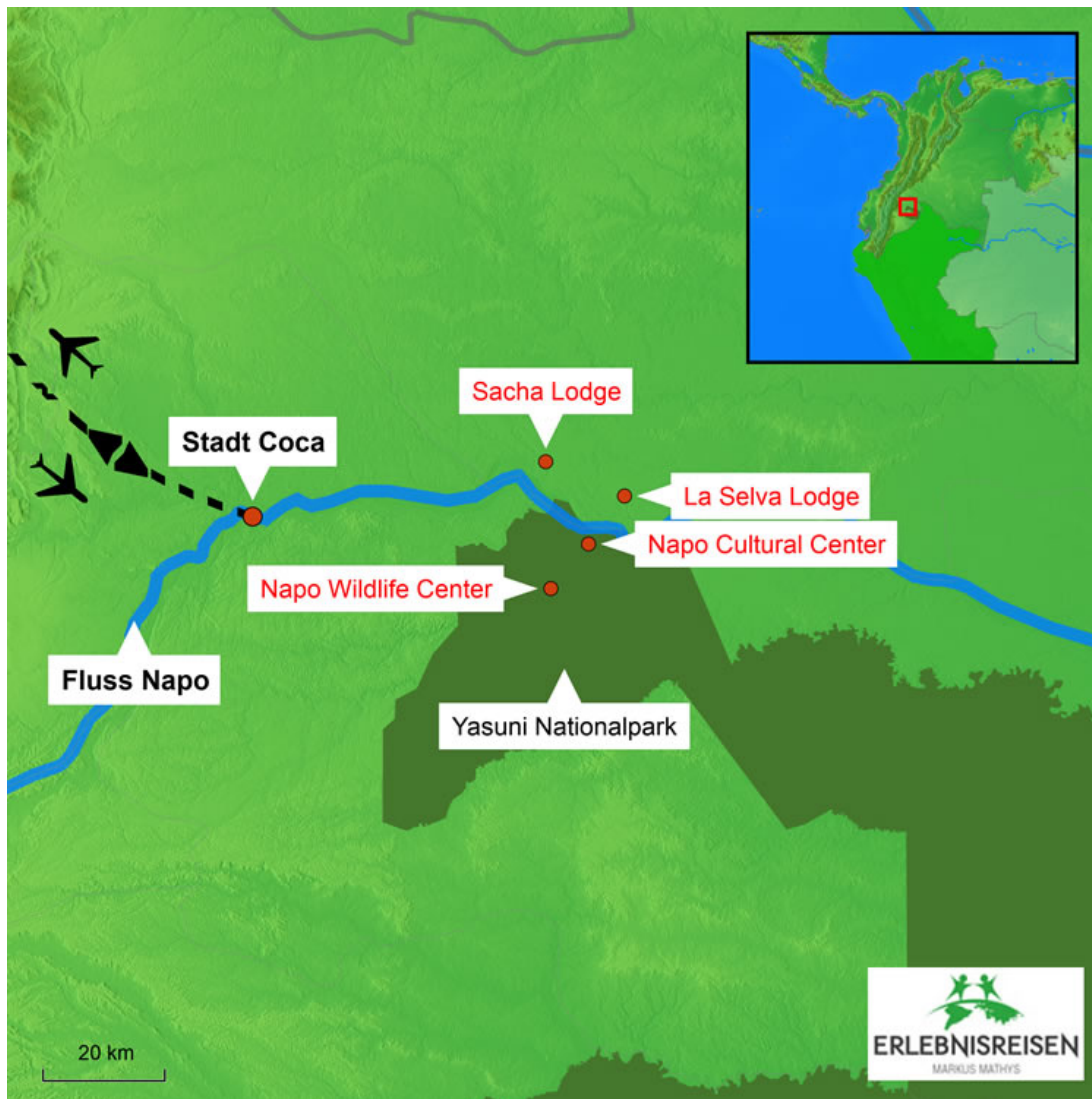 Sacha Lodge
Stadt Coca
La Selva Lodge
Napo Cultural Center
Napo Wildlife Center
Fluss Napo
Yasuni Nationalpark
20 km
ERLEBNISREISEN
MARKUS MATHYS